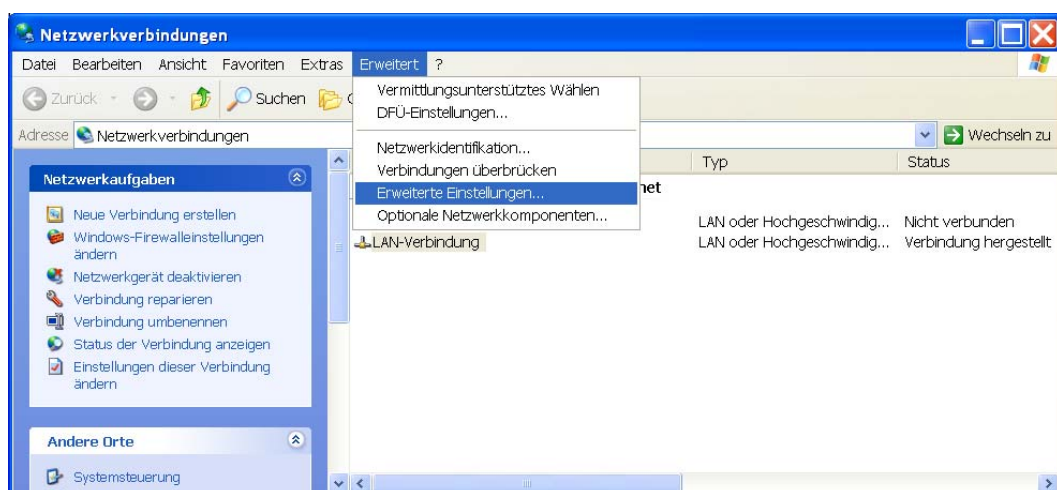 Netzwerkverbindungen
Datei Bearbeiten Ansicht Favoriten Extras Erweitert ?
Zurück Suchen
Adresse Netzwerkverbindungen Wechseln zu
Vermittlungsunterstütztes Wählen
DFÜ-Einstellungen...
Netzwerkidentifikation...
Verbindungen überbrücken
Erweiterte Einstellungen...
Optionale Netzwerkkomponenten...
Typ Status
LAN oder Hochgeschwindig... Nicht verbunden
LAN-Verbindung LAN oder Hochgeschwindig... Verbindung hergestellt
Netzwerkaufgaben
Neue Verbindung erstellen
Windows-Firewalleinstellungen
ändern
Netzwerkgerät deaktivieren
Verbindung reparieren
Verbindung umbenennen
Status der Verbindung anzeigen
Einstellungen dieser Verbindung
ändern
Andere Orte
Systemsteuerung